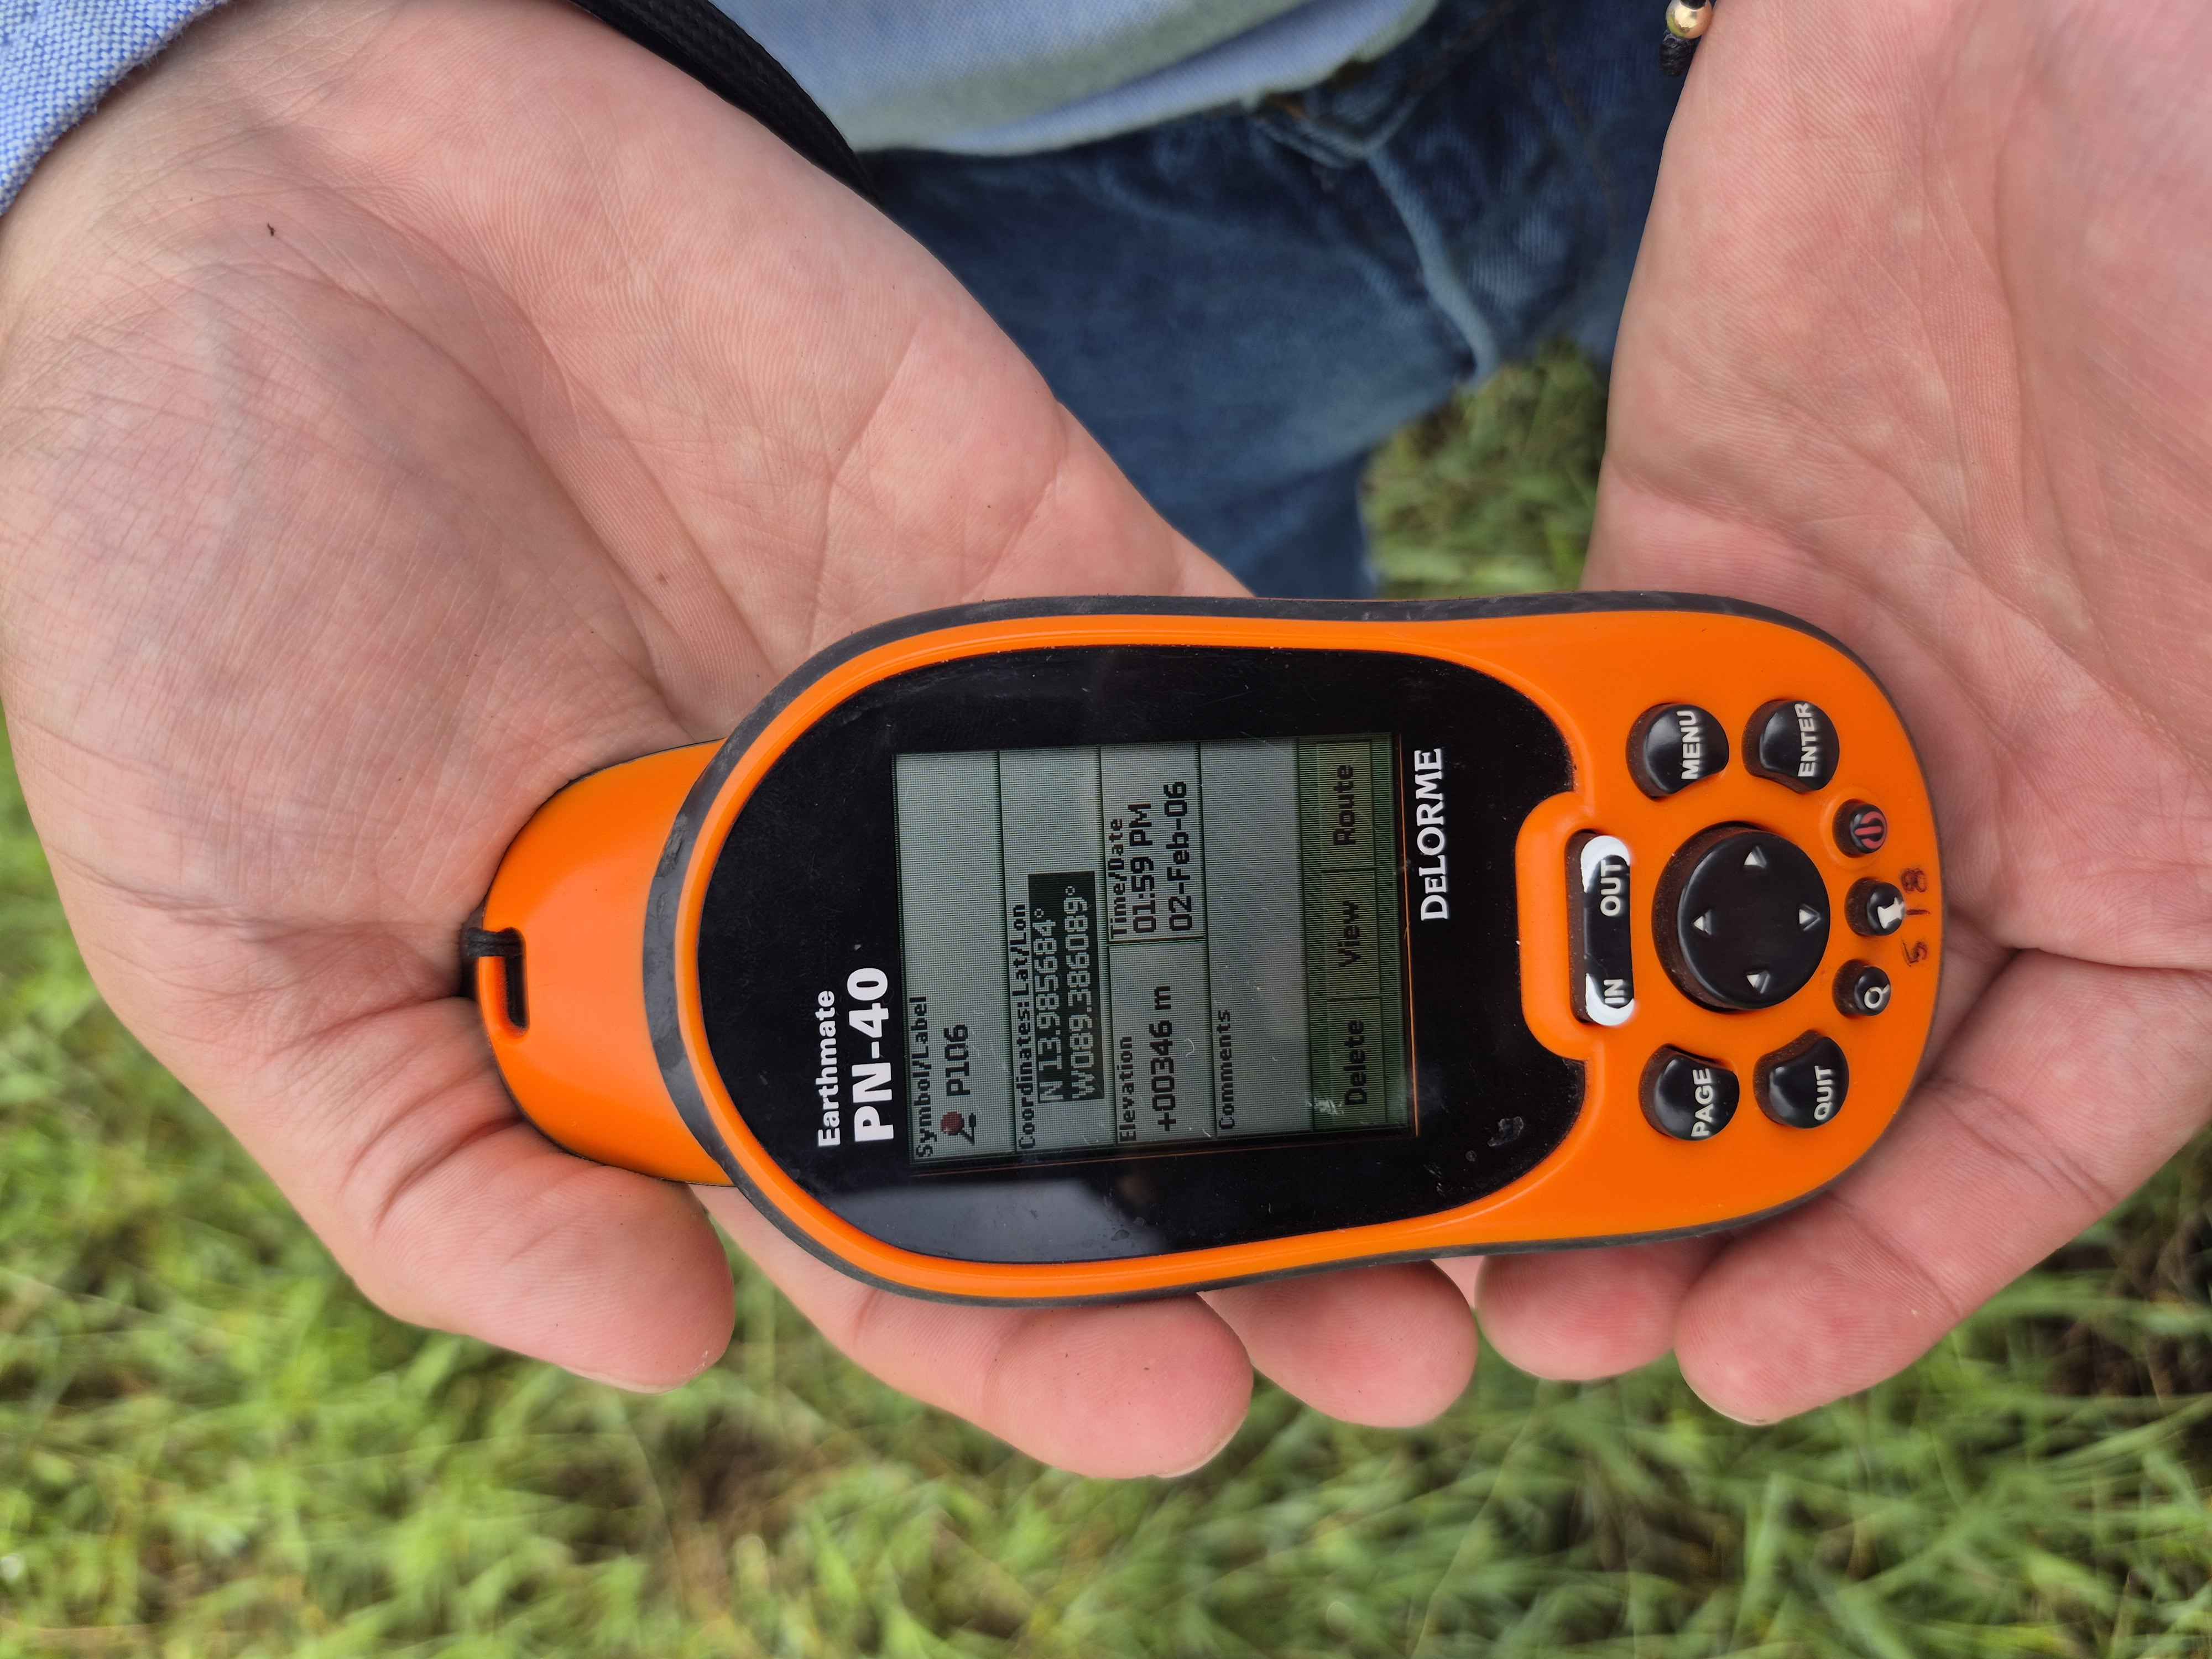 Earthmate
PN-40
Symbol/Label
P106
Coordinates:Lat/Lon
N 13.985684°
W089.386089°
Elevation
+00346 m
Time/Date
01:59 PM
02-Feb-06
Comments
Delete View Route
DELORME
IN OUT
PAGE MENU
QUIT ENTER
518